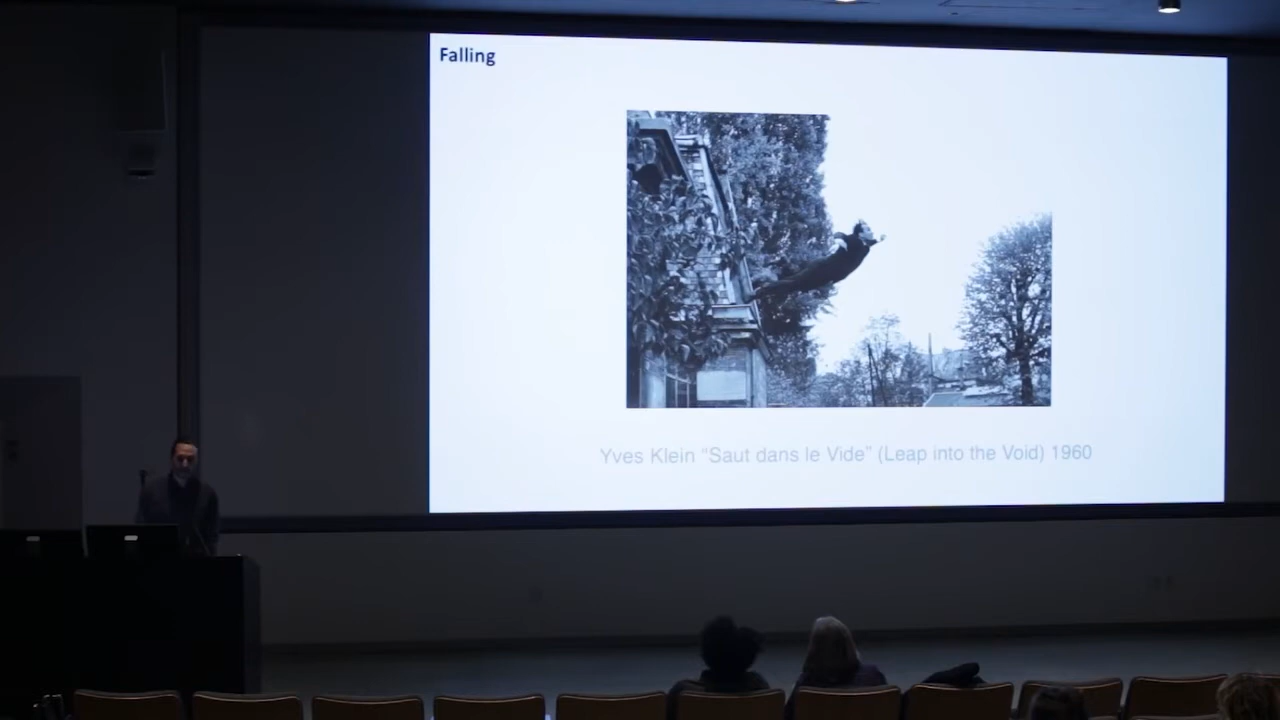 Falling
Yves Klein “Saut dans le Vide” (Leap into the Void) 1960